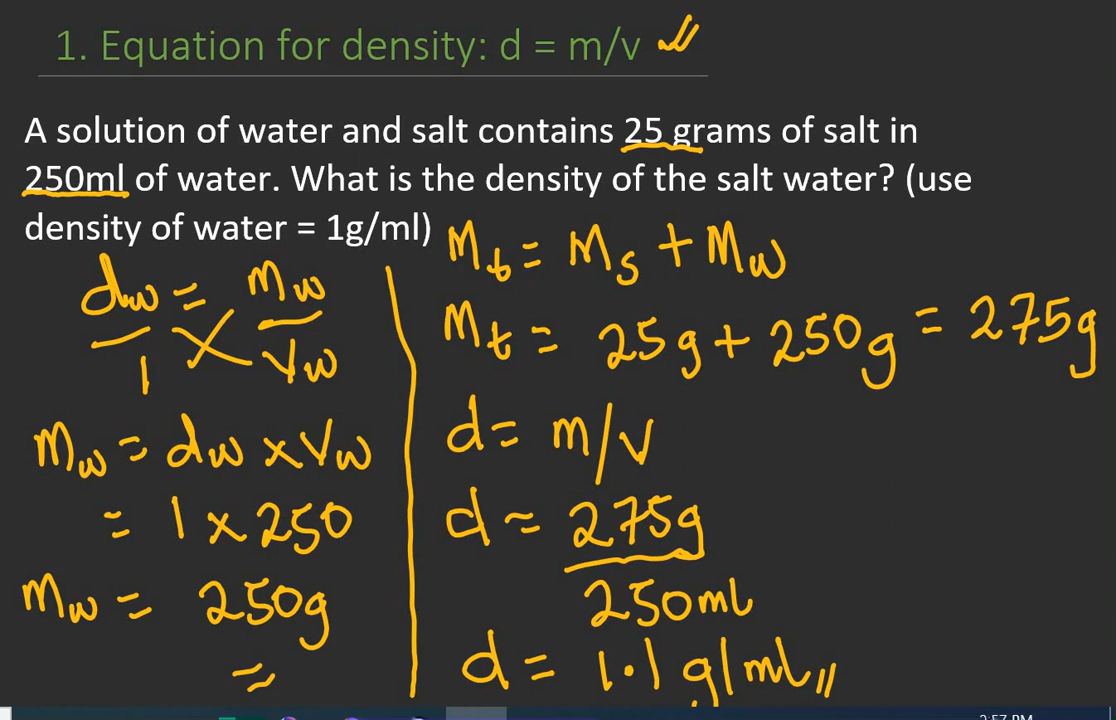 1. Equation for density: d = m/v
A solution of water and salt contains 25 grams of salt in
250ml of water. What is the density of the salt water? (use
density of water = 1g/ml)
dw/1 = mw/vw
mw = dw x vw
= 1 x 250
mw = 250g
Mt = Ms + Mw
Mt = 25g + 250g = 275g
d = m/v
d = 275g/250ml
d = 1.1 g/mL